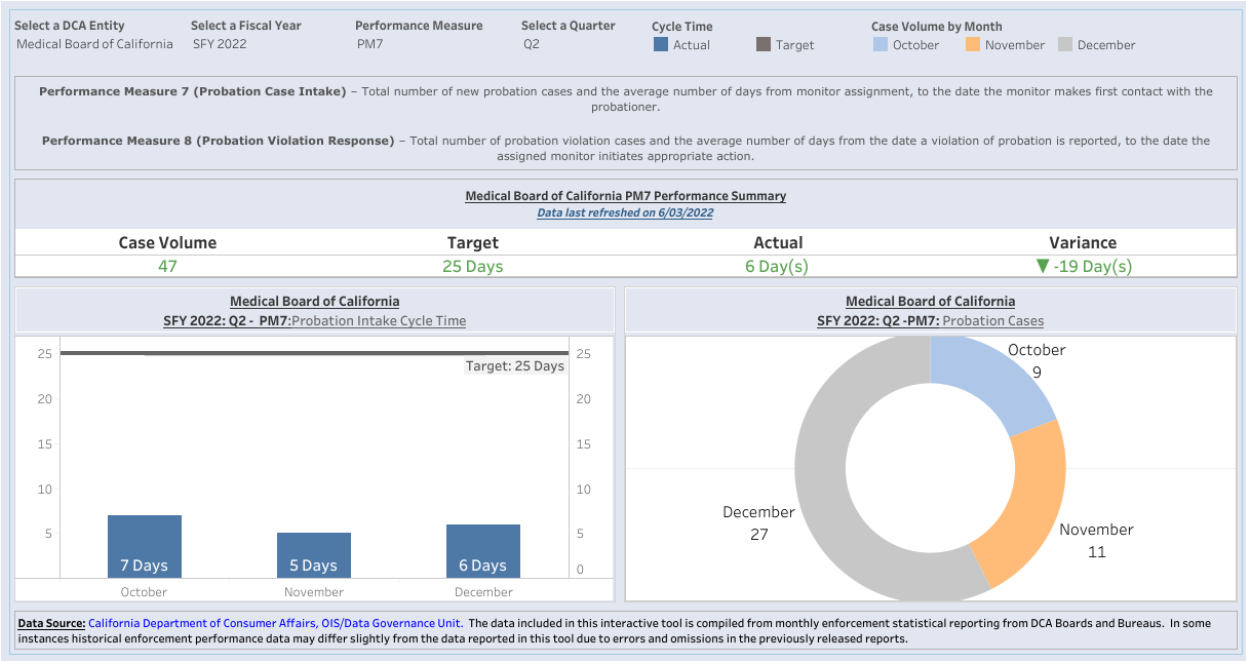 Select a DCA Entity
Medical Board of California
Select a Fiscal Year
SFY 2022
Performance Measure
PM7
Select a Quarter
Q2
Cycle Time
Actual
Target
Case Volume by Month
October
November
December
Performance Measure 7 (Probation Case Intake) – Total number of new probation cases and the average number of days from monitor assignment, to the date the monitor makes first contact with the
probationer.
Performance Measure 8 (Probation Violation Response) – Total number of probation violation cases and the average number of days from the date a violation of probation is reported, to the date the
assigned monitor initiates appropriate action.
Medical Board of California PM7 Performance Summary
Data last refreshed on 6/03/2022
Case Volume Target Actual Variance
47 25 Days 6 Day(s) ▼ -19 Day(s)
Medical Board of California
SFY 2022: Q2 - PM7:Probation Intake Cycle Time
25
20
15
10
5
Target: 25 Days
25
20
15
10
5
0
7 Days
5 Days
6 Days
October
November
December
Medical Board of California
SFY 2022: Q2 -PM7: Probation Cases
October
9
November
11
December
27
Data Source: California Department of Consumer Affairs, OIS/Data Governance Unit. The data included in this interactive tool is compiled from monthly enforcement statistical reporting from DCA Boards and Bureaus. In some
instances historical enforcement performance data may differ slightly from the data reported in this tool due to errors and omissions in the previously released reports.